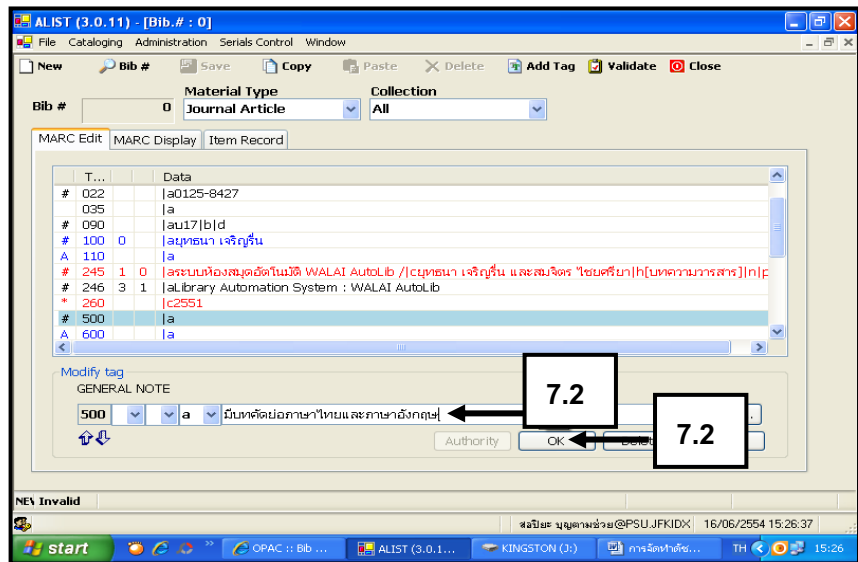 ALIST (3.0.11) - [Bib.# : 0]
File Cataloging Administration Serials Control Window
New Bib # Save Copy Paste Delete Add Tag Validate Close
Material Type Collection
Bib # 0 Journal Article All
MARC Edit MARC Display Item Record
T... Data
# 022 |a0125-8427
035 |a
# 090 |au17|b|d
# 100 0 |aยุทธนา เจริญรื่น
A 110 |a
# 245 1 0 |aระบบห้องสมุดอัตโนมัติ WALAI AutoLib /|cยุทธนา เจริญรื่น และสมจิตร ไชยศรียา|h[บทความวารสาร]|n|p
# 246 3 1 |aLibrary Automation System : WALAI AutoLib
* 260 |c2551
# 500 |a
A 600 |a
Modify tag
GENERAL NOTE
7.2
500 a มีบทคัดย่อภาษาไทยและภาษาอังกฤษ
7.2
Authority OK
NEW Invalid
บุญตามช่วย@PSU.JFKIDX 16/06/2554 15:26:37
start OPAC :: Bib ... ALIST (3.0.1... KINGSTON (J:) การจัดทำดัช... TH 15:26